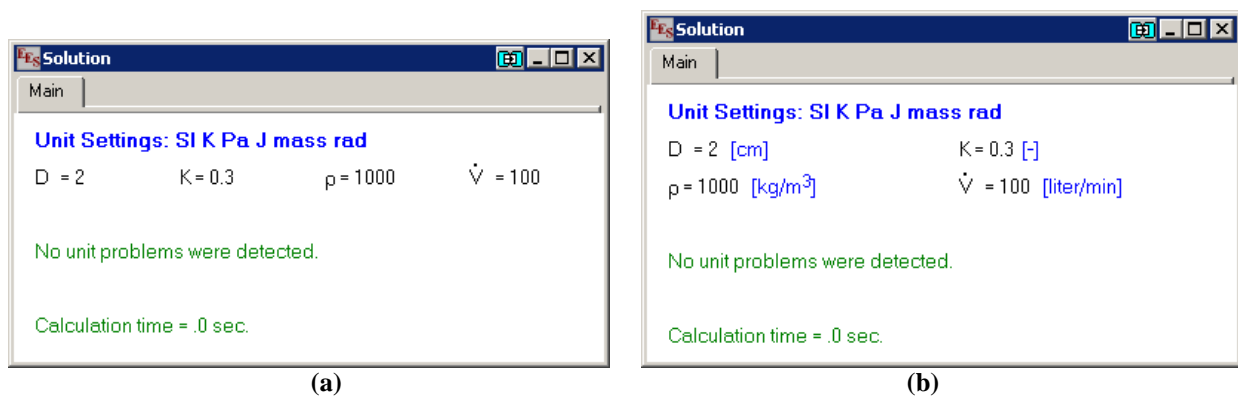 EES Solution
Main
Unit Settings: SI K Pa J mass rad
D = 2 K = 0.3 ρ = 1000 V̇ = 100
No unit problems were detected.
Calculation time = .0 sec.
(a)
EES Solution
Main
Unit Settings: SI K Pa J mass rad
D = 2 [cm] K = 0.3 [-]
ρ = 1000 [kg/m³] V̇ = 100 [liter/min]
No unit problems were detected.
Calculation time = .0 sec.
(b)